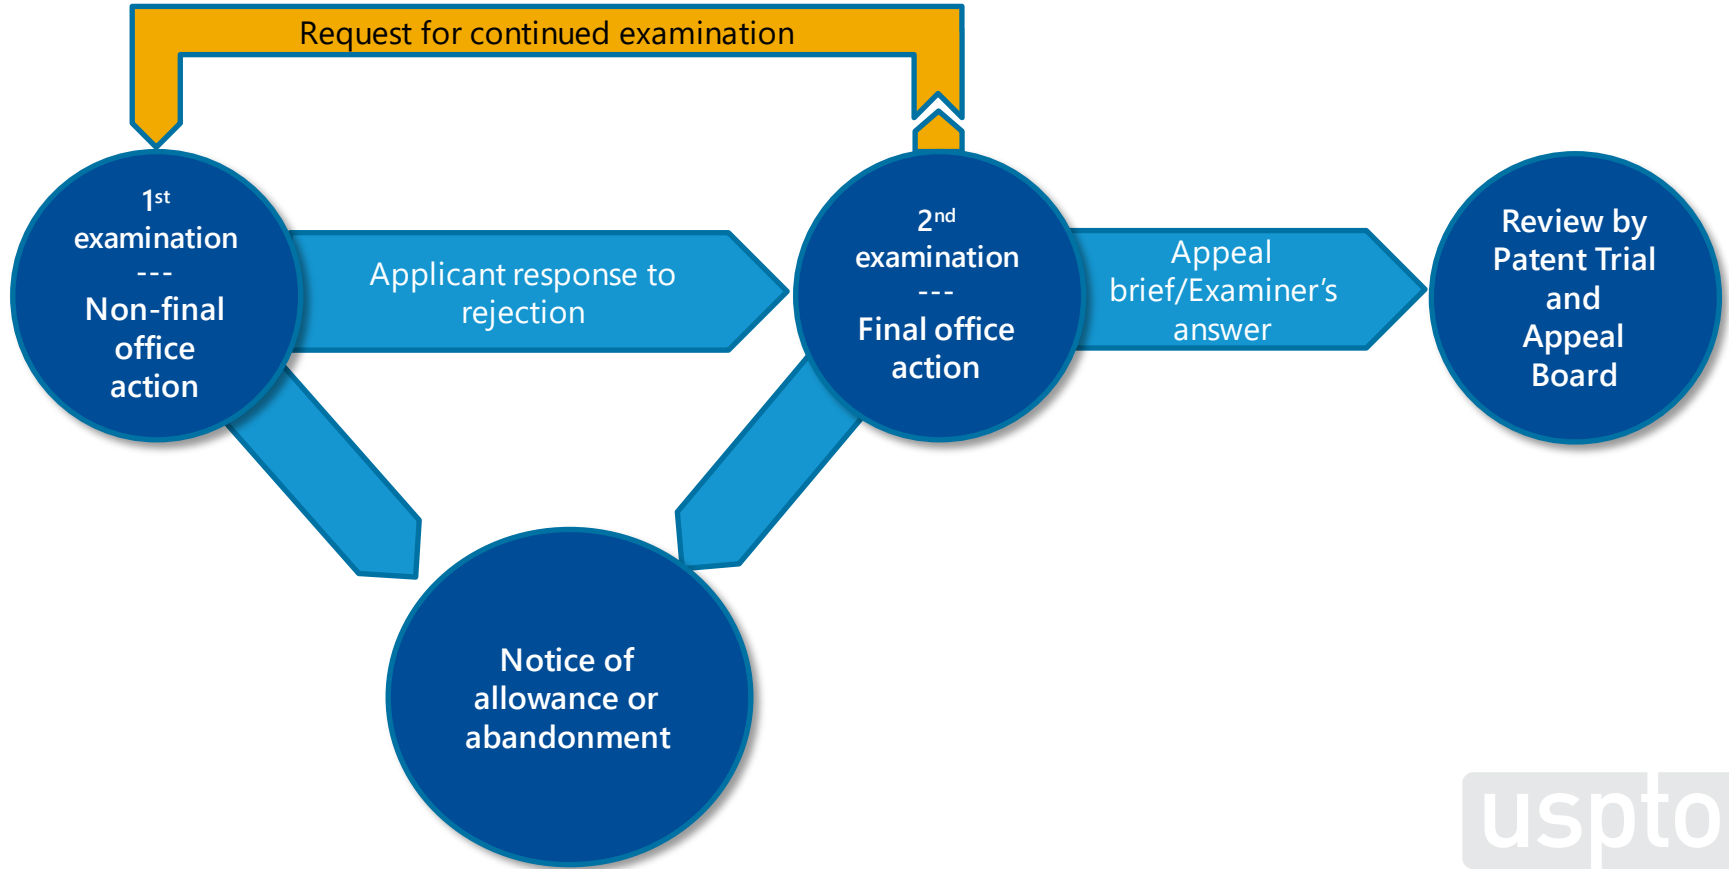 Request for continued examination
1st
examination
---
Non-final
office
action
Applicant response to
rejection
2nd
examination
---
Final office
action
Appeal
brief/Examiner's
answer
Review by
Patent Trial
and
Appeal
Board
Notice of
allowance or
abandonment
uspto